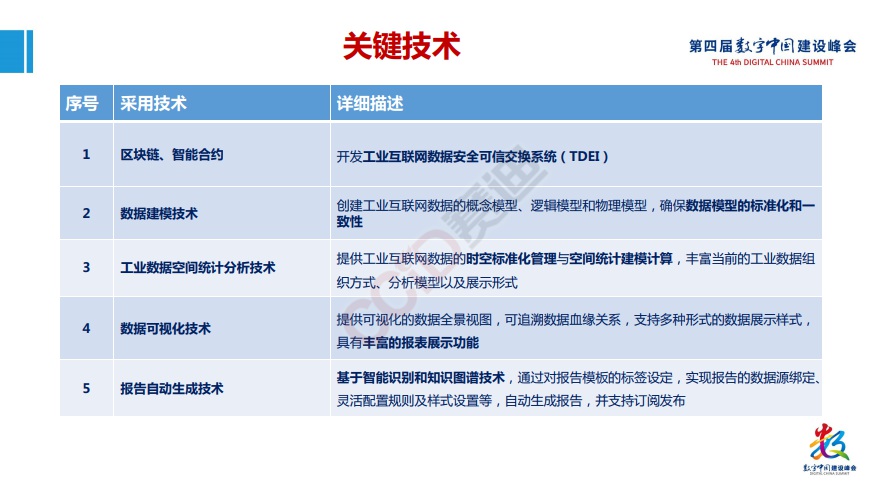 关键技术
第四届数字中国建设峰会
THE 4th DIGITAL CHINA SUMMIT
序号 采用技术 详细描述
1 区块链、智能合约 开发工业互联网数据安全可信交换系统（TDEI）
2 数据建模技术 创建工业互联网数据的概念模型、逻辑模型和物理模型，确保数据模型的标准化和一
致性
3 工业数据空间统计分析技术 提供工业互联网数据的时空标准化管理与空间统计建模计算，丰富当前的工业数据组
织方式、分析模型以及展示形式
4 数据可视化技术 提供可视化的数据全景视图，可追溯数据血缘关系，支持多种形式的数据展示样式，
具有丰富的报表展示功能
5 报告自动生成技术 基于智能识别和知识图谱技术，通过对报告模板的标签设定，实现报告的数据源绑定、
灵活配置规则及样式设置等，自动生成报告，并支持订阅发布
CCID赛迪
数字中国建设峰会
DIGITAL CHINA SUMMIT